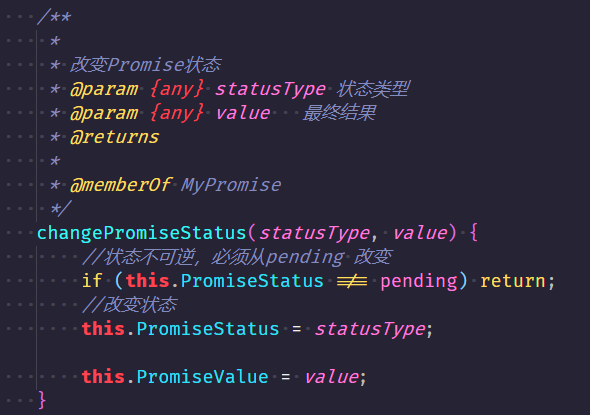 /**
 *
 * 改变Promise状态
 * @param {any} statusType 状态类型
 * @param {any} value   最终结果
 * @returns
 *
 * @memberOf MyPromise
 */
changePromiseStatus(statusType, value) {
    //状态不可逆，必须从pending 改变
    if (this.PromiseStatus !== pending) return;
    //改变状态
    this.PromiseStatus = statusType;

    this.PromiseValue = value;
}